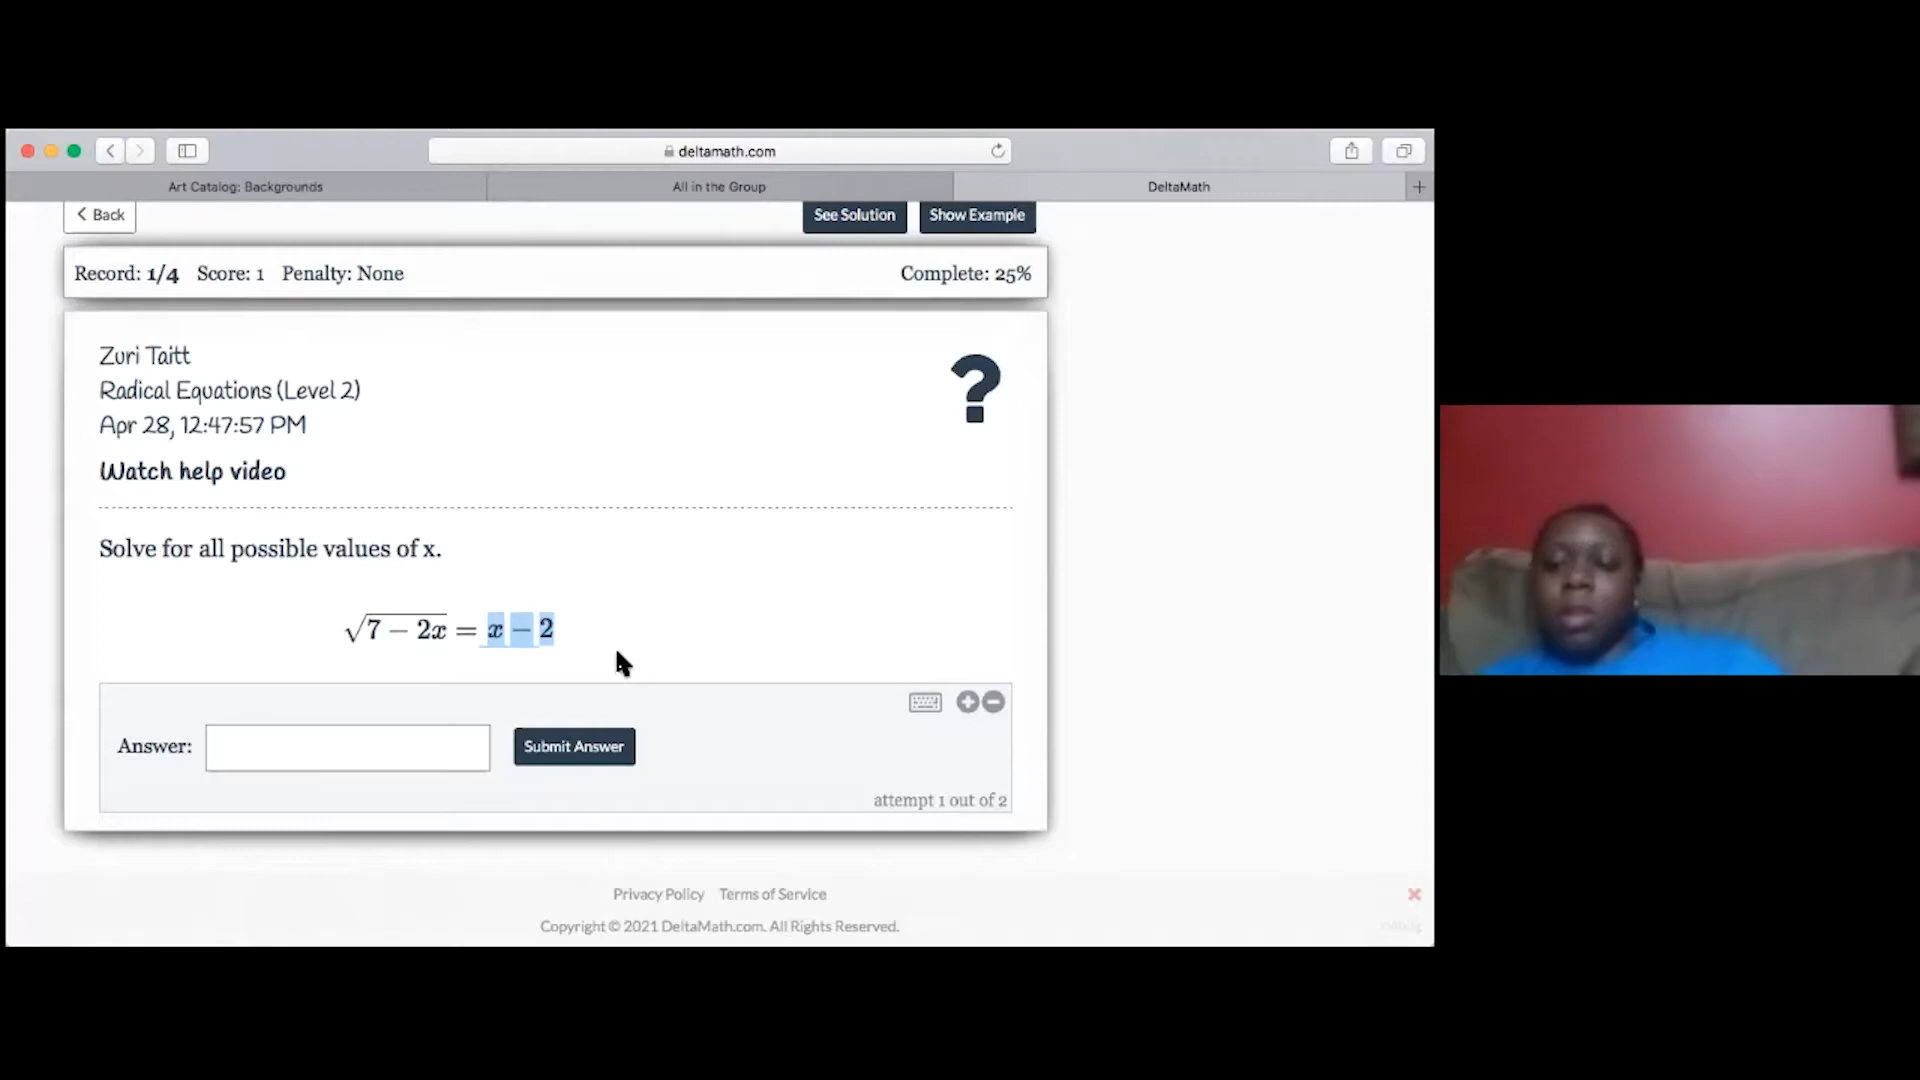 deltamath.com
Art Catalog: Backgrounds
All in the Group
DeltaMath
Back
See Solution
Show Example
Record: 1/4 Score: 1 Penalty: None
Complete: 25%
Zuri Taitt
Radical Equations (Level 2)
Apr 28, 12:47:57 PM
Watch help video
?
Solve for all possible values of x.
√7 − 2x = x − 2
Answer:
Submit Answer
attempt 1 out of 2
Privacy Policy Terms of Service
Copyright © 2021 DeltaMath.com. All Rights Reserved.